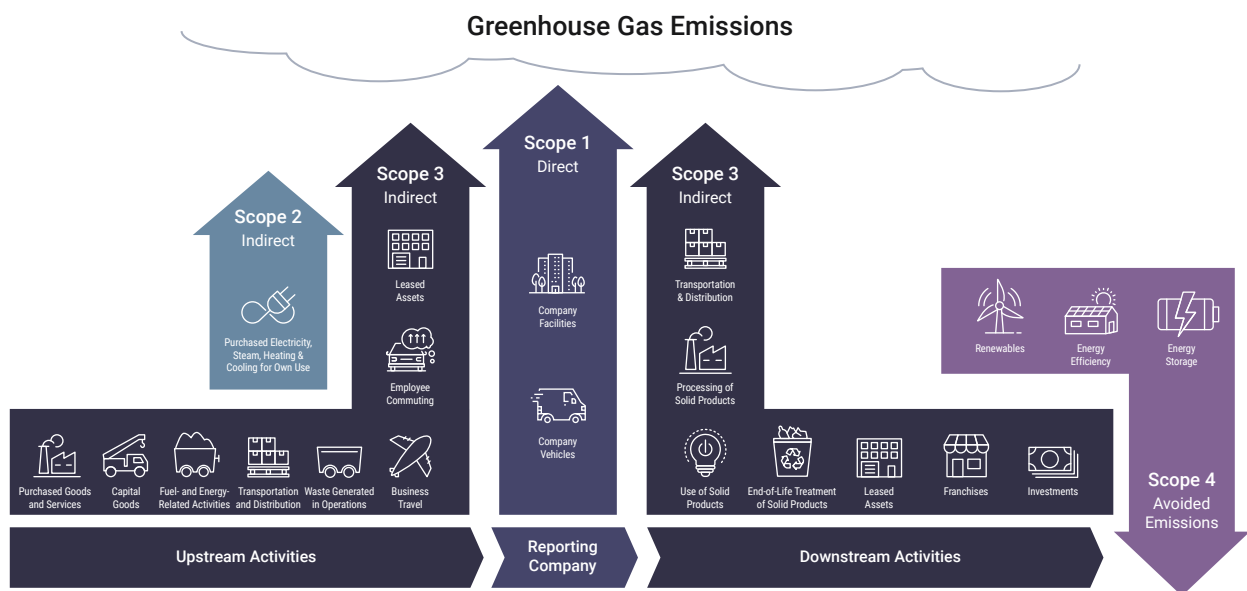 Greenhouse Gas Emissions
Scope 2
Indirect
Purchased Electricity,
Steam, Heating &
Cooling for Own Use
Scope 3
Indirect
Leased
Assets
Employee
Commuting
Purchased Goods
and Services
Capital
Goods
Fuel- and Energy-
Related Activities
Transportation
and Distribution
Waste Generated
in Operations
Business
Travel
Upstream Activities
Scope 1
Direct
Company
Facilities
Company
Vehicles
Reporting
Company
Scope 3
Indirect
Transportation
& Distribution
Processing of
Solid Products
Use of Solid
Products
End-of-Life Treatment
of Solid Products
Leased
Assets
Franchises
Investments
Downstream Activities
Renewables
Energy
Efficiency
Energy
Storage
Scope 4
Avoided
Emissions